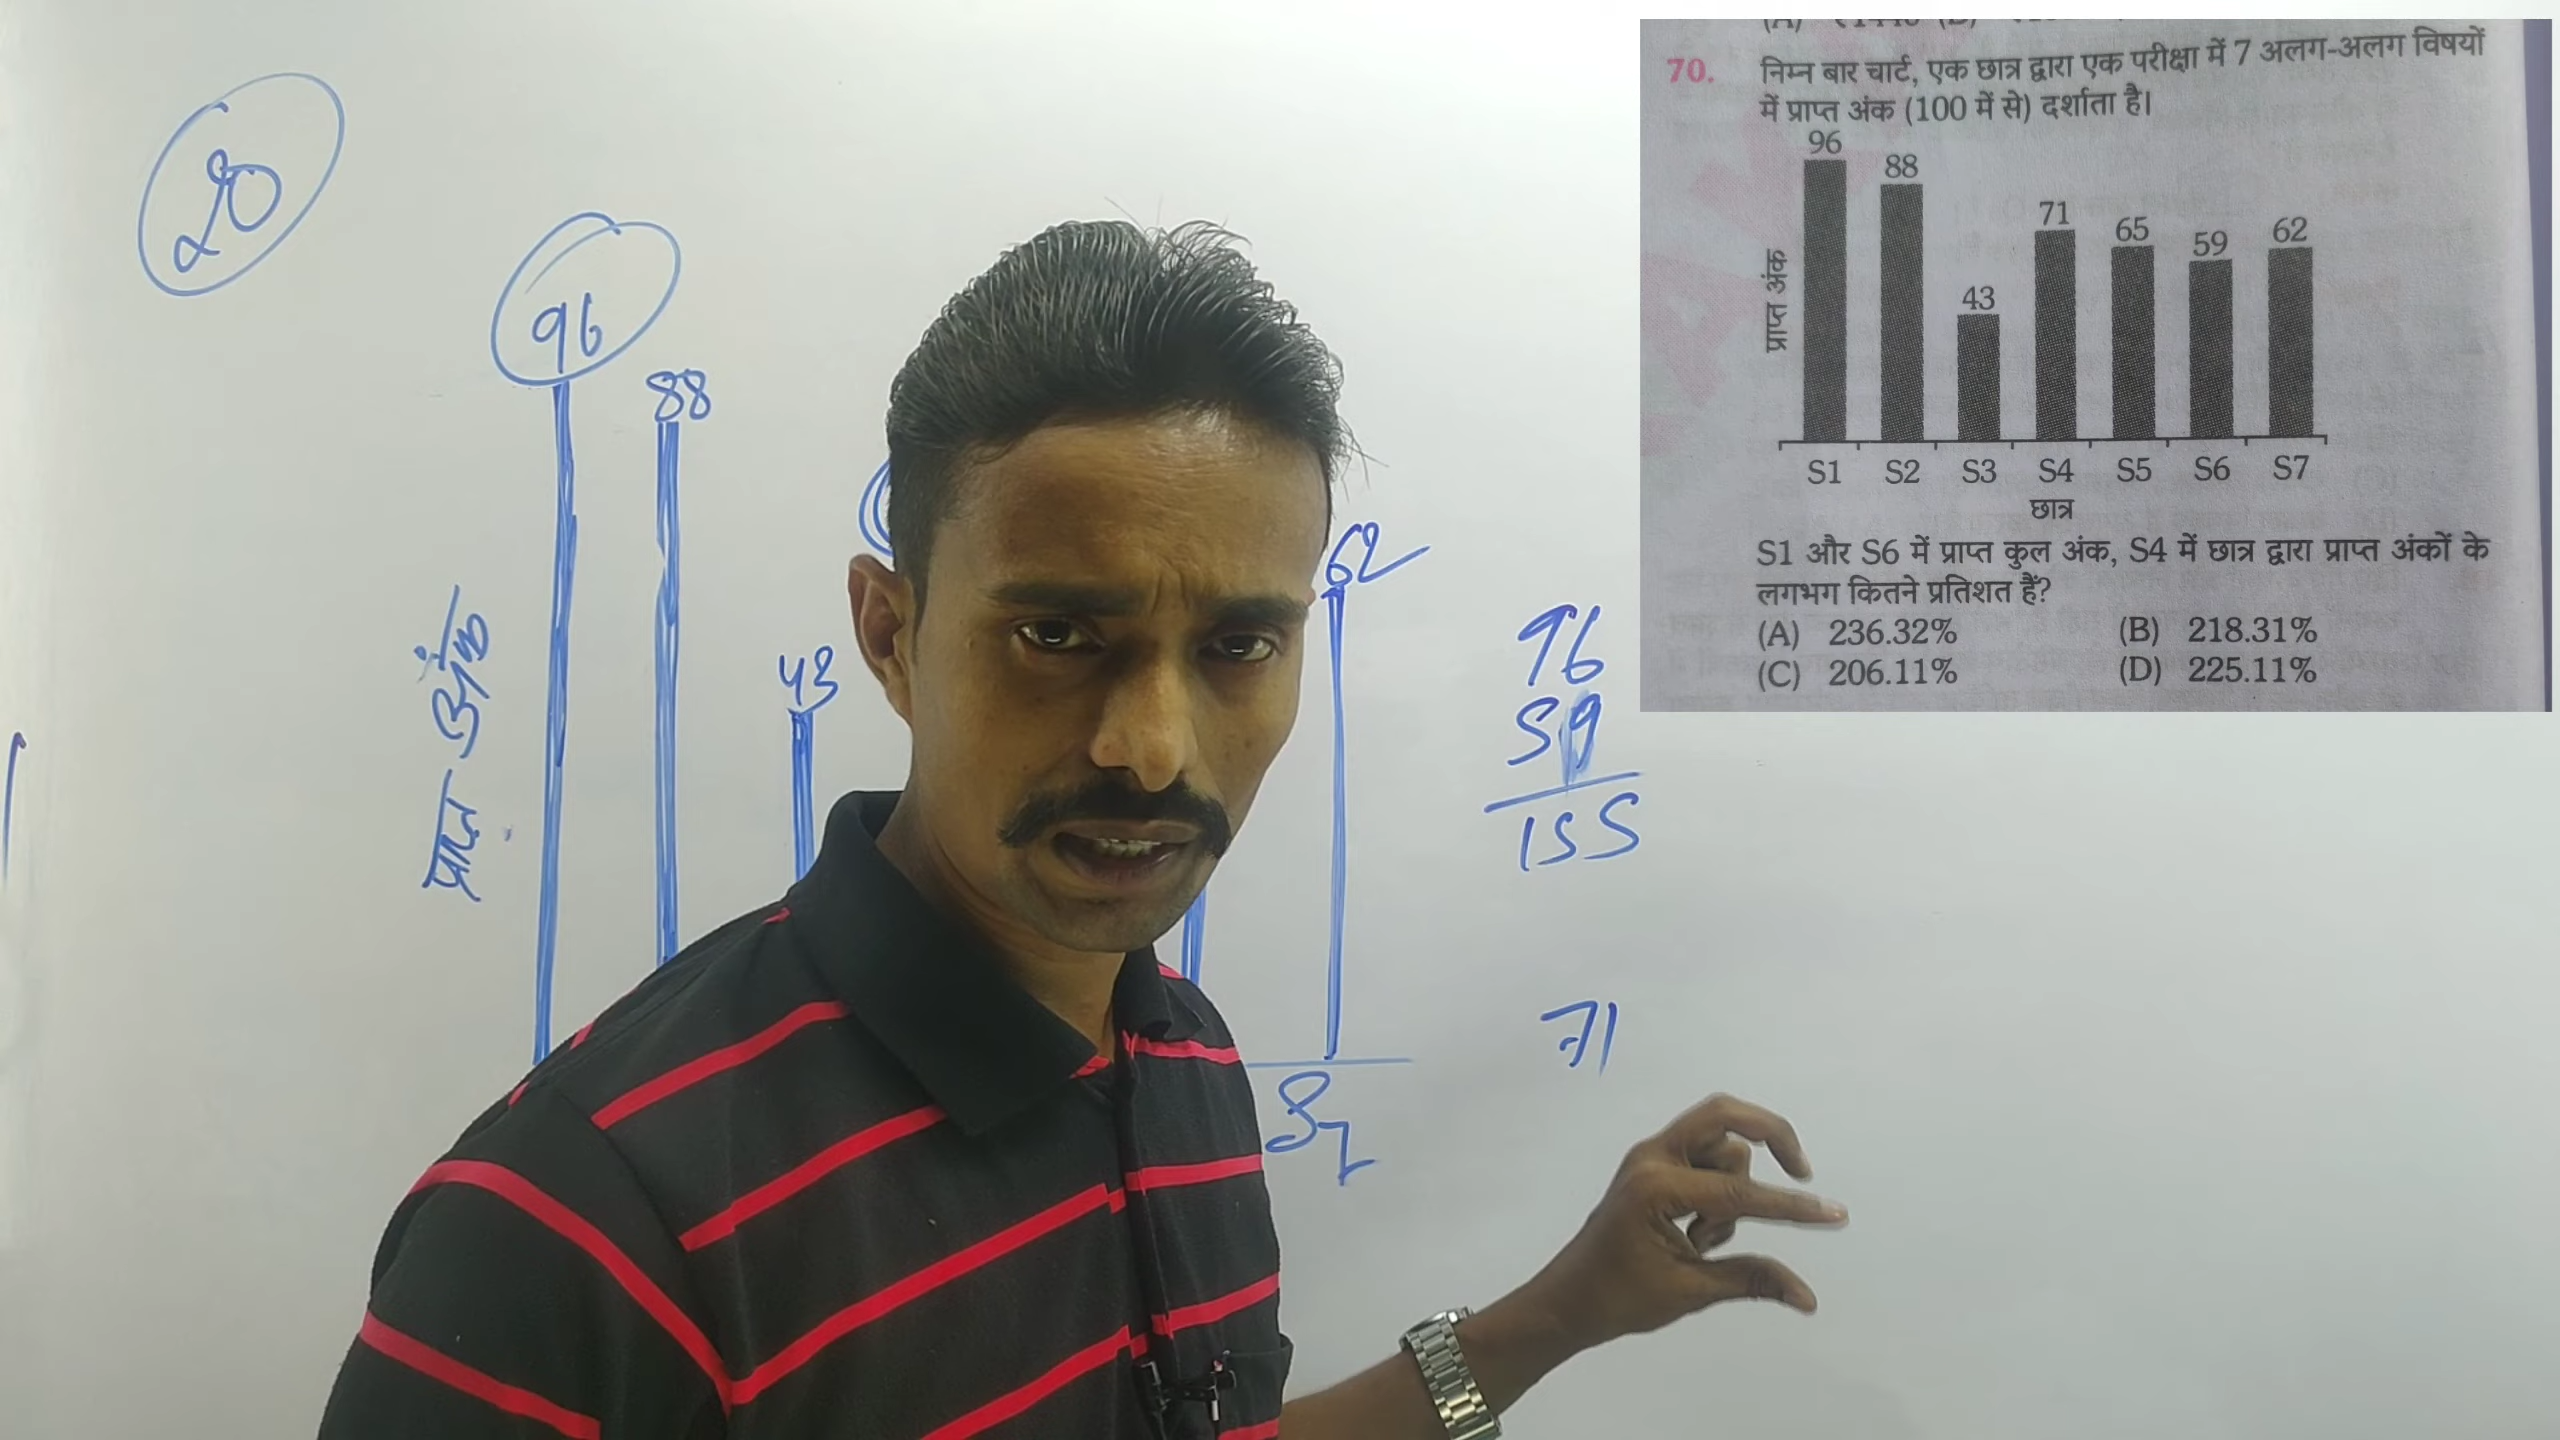 70
96
88
43
62
प्राप्त अंक
S7
96
59
155
71
70. निम्न बार चार्ट, एक छात्र द्वारा एक परीक्षा में 7 अलग-अलग विषयों
में प्राप्त अंक (100 में से) दर्शाता है।
96
88
43
71
65
59
62
प्राप्त अंक
S1 S2 S3 S4 S5 S6 S7
छात्र
S1 और S6 में प्राप्त कुल अंक, S4 में छात्र द्वारा प्राप्त अंकों के
लगभग कितने प्रतिशत हैं?
(A) 236.32% (B) 218.31%
(C) 206.11% (D) 225.11%